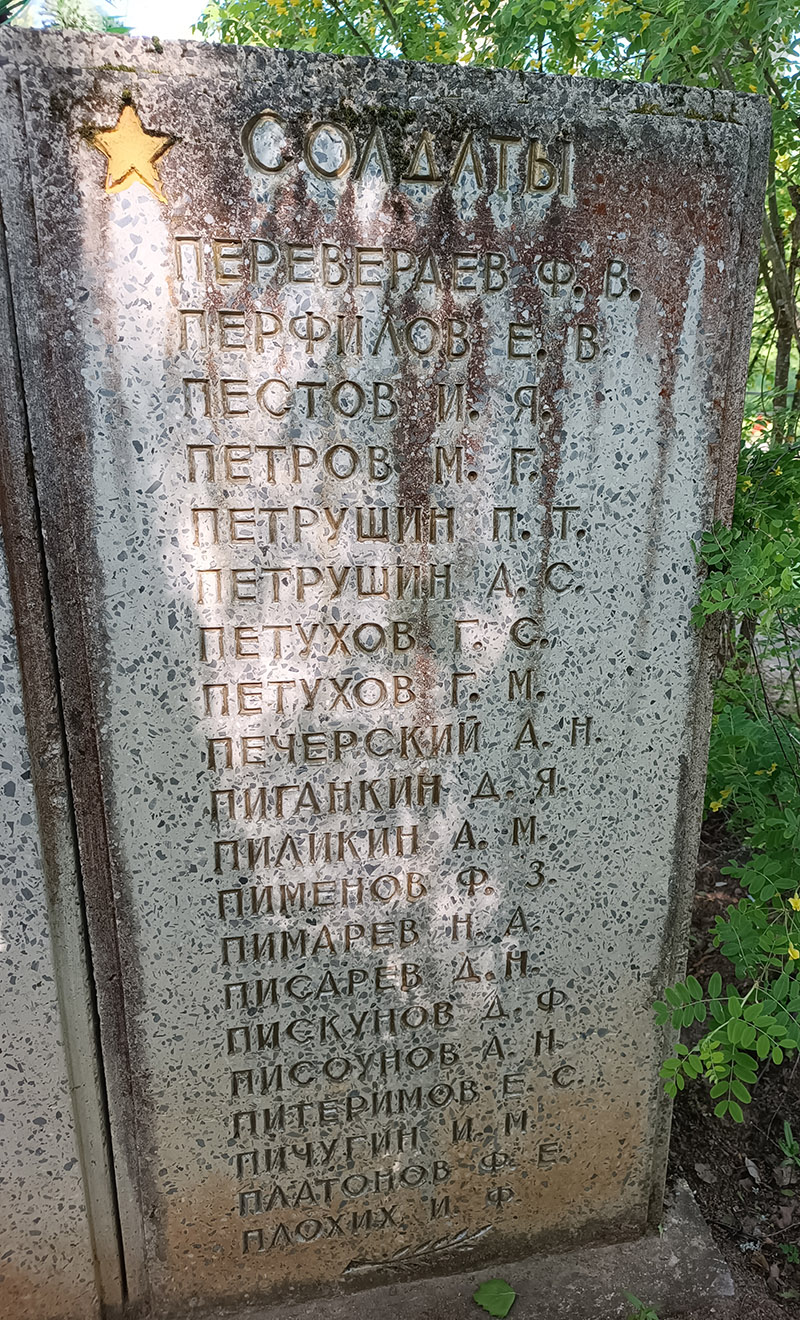 СОЛДАТЫ
ПЕРЕВЕРДАЕВ Ф. В.
ПЕРФИЛОВ Е. В
ПЕСТОВ И. Я.
ПЕТРОВ М. Г.
ПЕТРУШИН П. Т.
ПЕТРУШИН А. С.
ПЕТУХОВ Г. С.
ПЕТУХОВ Г. М.
ПЕЧЕРСКИЙ А. Н.
ПИГАНКИН Д. Я.
ПИЛИКИН А. М.
ПИМЕНОВ Ф. З.
ПИМАРЕВ Н. А.
ПИСАРЕВ Д. Н.
ПИСКУНОВ Д. Ф.
ПИСОУНОВ А. Н.
ПИТЕРИМОВ Е. С.
ПИЧУГИН И. М.
ПЛАТОНОВ Ф. Е.
ПЛОХИХ И. Ф.